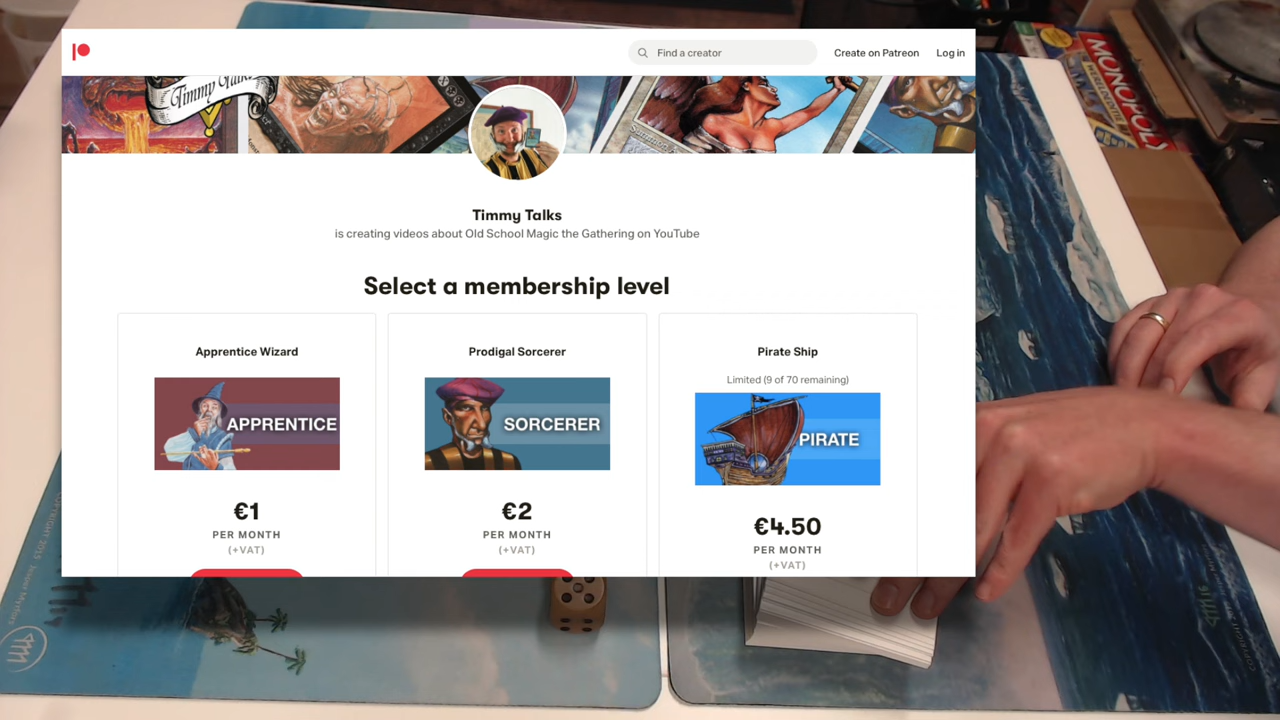 Find a creator
Create on Patreon
Log in
Timmy Talks
Timmy Talks
is creating videos about Old School Magic the Gathering on YouTube
Select a membership level
Apprentice Wizard
Prodigal Sorcerer
Pirate Ship
Limited (9 of 70 remaining)
APPRENTICE
SORCERER
PIRATE
€1
PER MONTH
(+VAT)
€2
PER MONTH
(+VAT)
€4.50
PER MONTH
(+VAT)
MONOPOLY